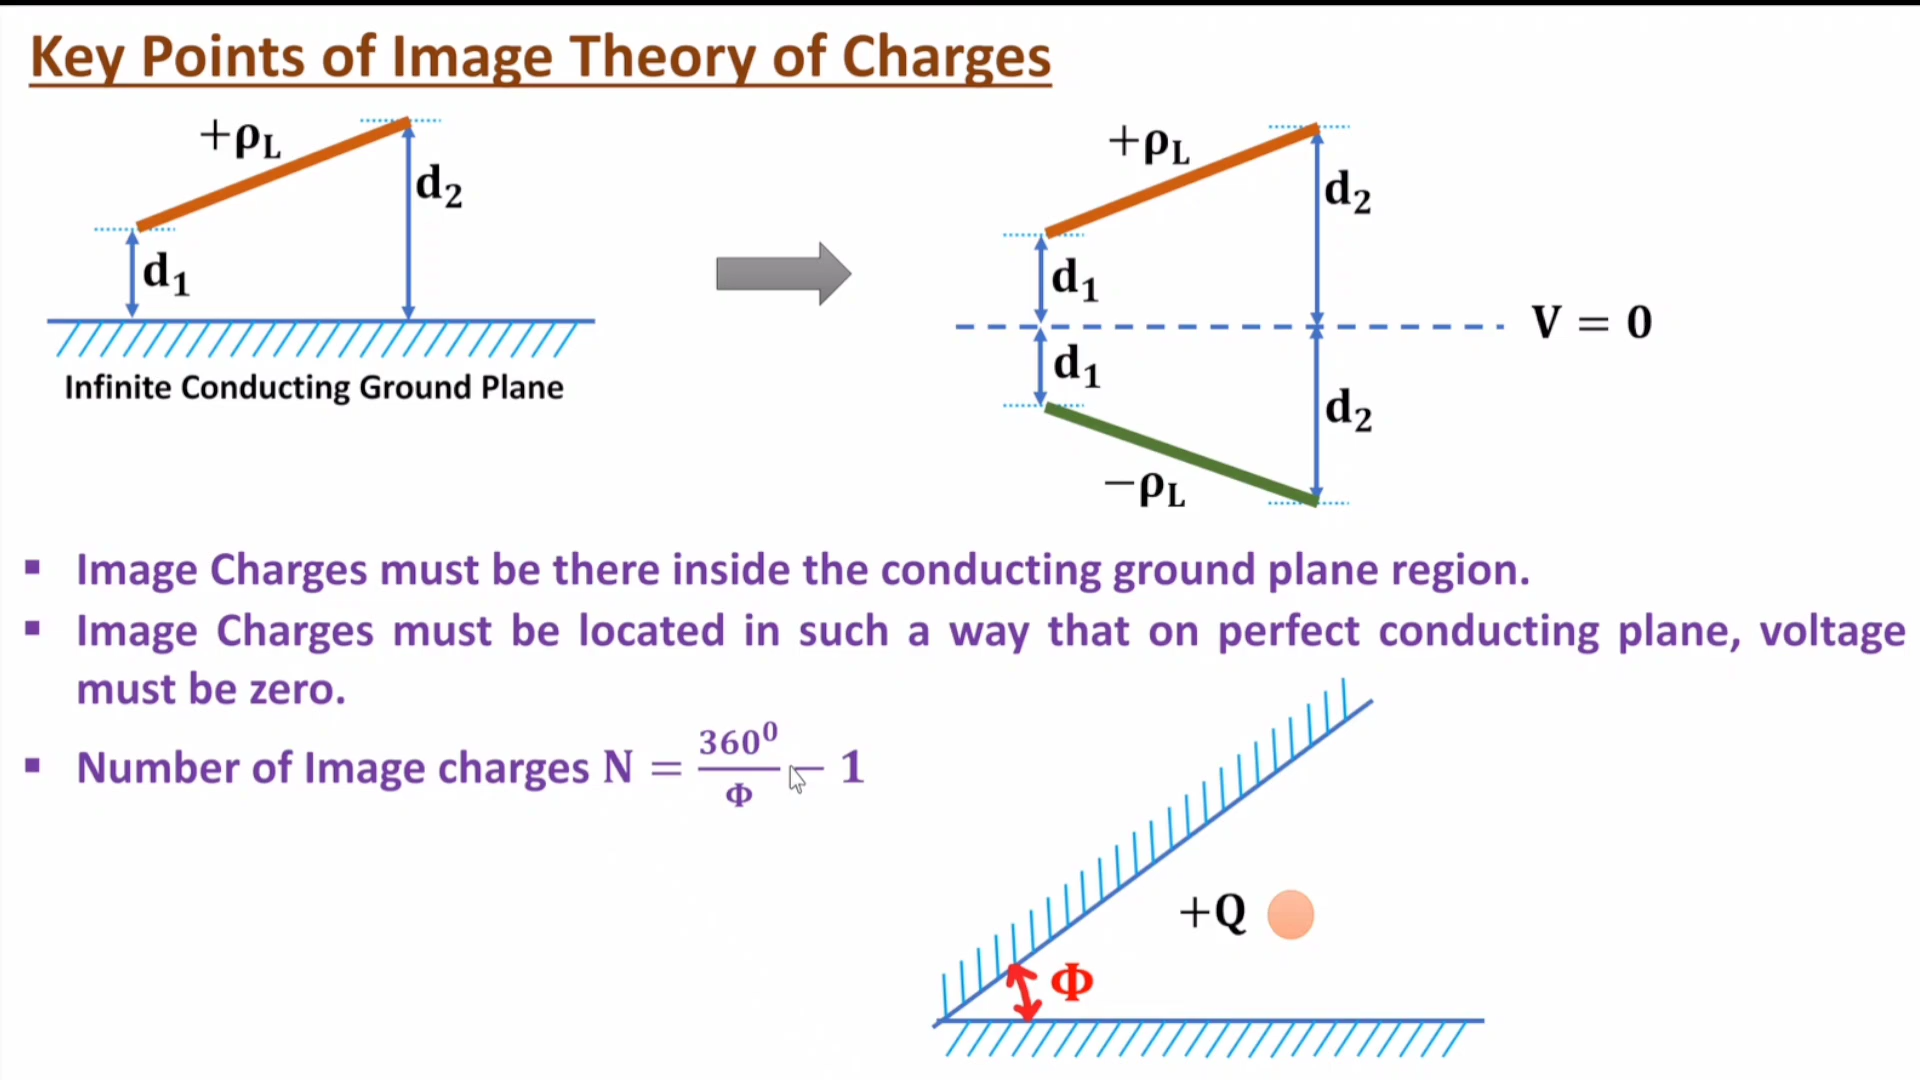 Key Points of Image Theory of Charges
+ρL
d2
d1
Infinite Conducting Ground Plane
+ρL
d2
d1
V = 0
d1
d2
−ρL
▪ Image Charges must be there inside the conducting ground plane region.
▪ Image Charges must be located in such a way that on perfect conducting plane, voltage
must be zero.
▪ Number of Image charges N = 360⁰/Φ − 1
+Q
Φ